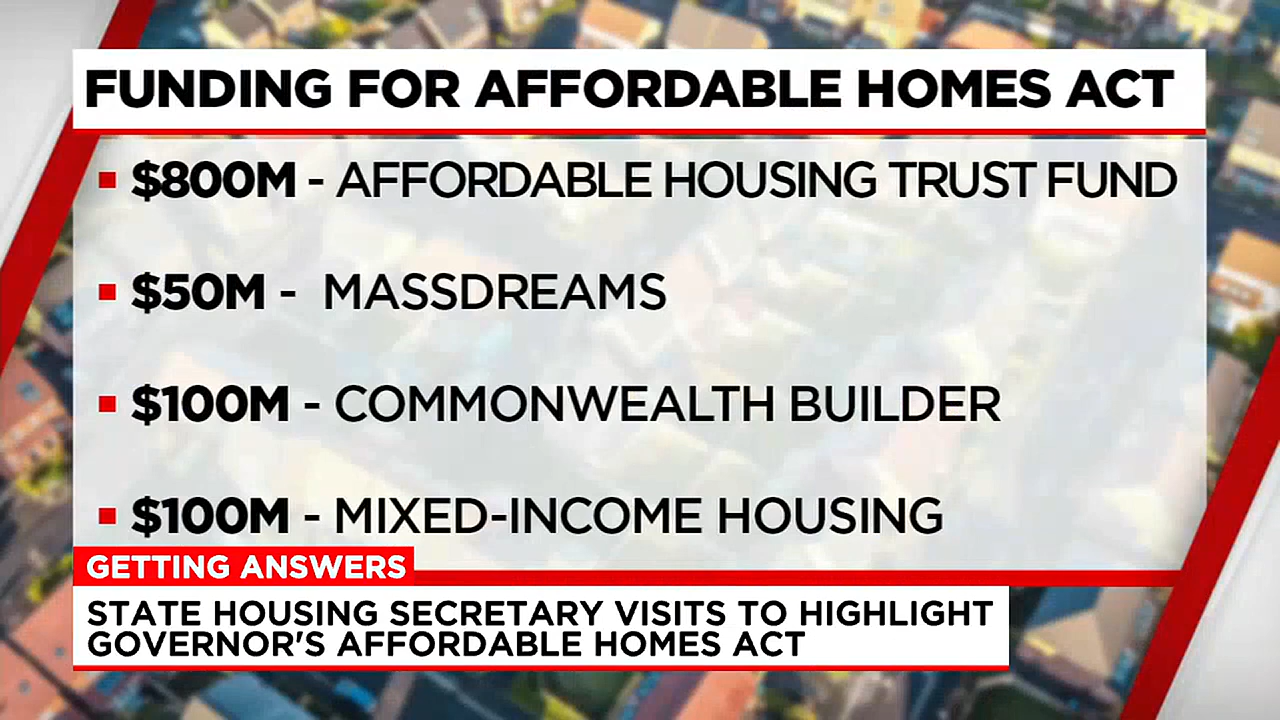 FUNDING FOR AFFORDABLE HOMES ACT
▪ $800M - AFFORDABLE HOUSING TRUST FUND
▪ $50M - MASSDREAMS
▪ $100M - COMMONWEALTH BUILDER
▪ $100M - MIXED-INCOME HOUSING
GETTING ANSWERS
STATE HOUSING SECRETARY VISITS TO HIGHLIGHT
GOVERNOR'S AFFORDABLE HOMES ACT